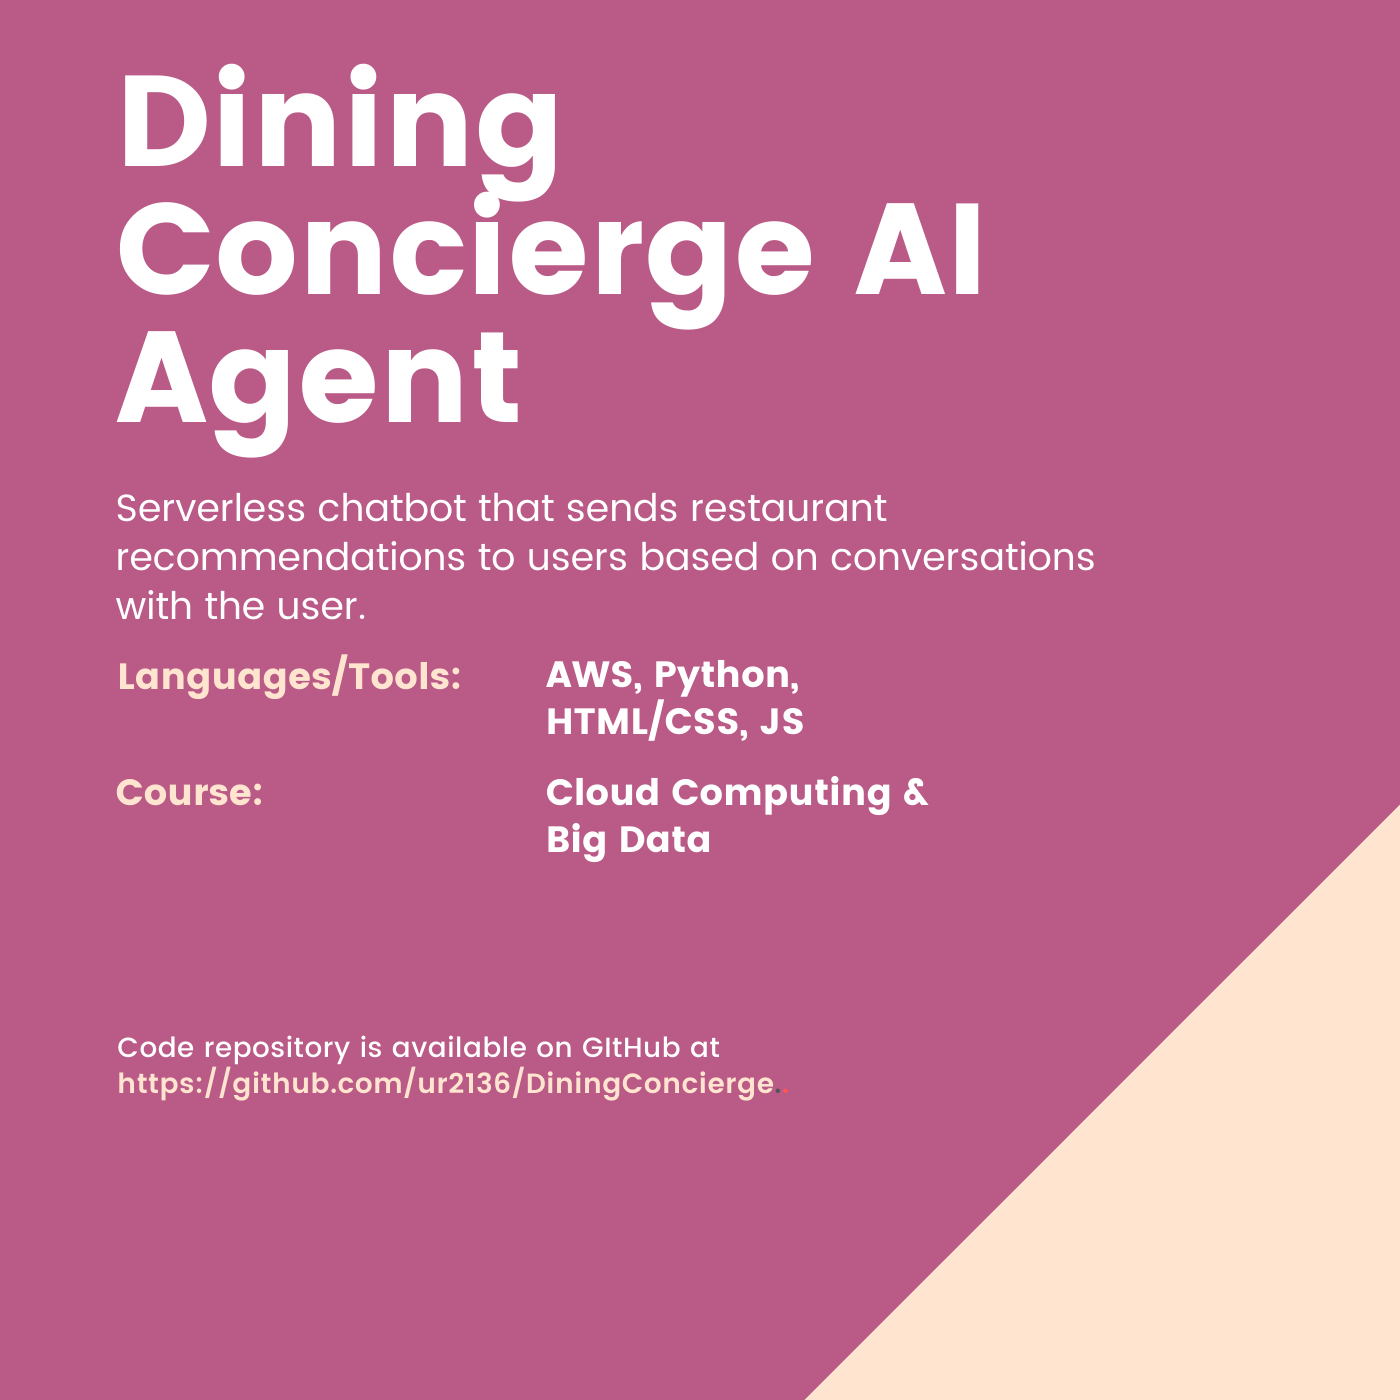 Dining
Concierge AI
Agent
Serverless chatbot that sends restaurant
recommendations to users based on conversations
with the user.
Languages/Tools: AWS, Python,
HTML/CSS, JS
Course: Cloud Computing &
Big Data
Code repository is available on GItHub at
https://github.com/ur2136/DiningConcierge..